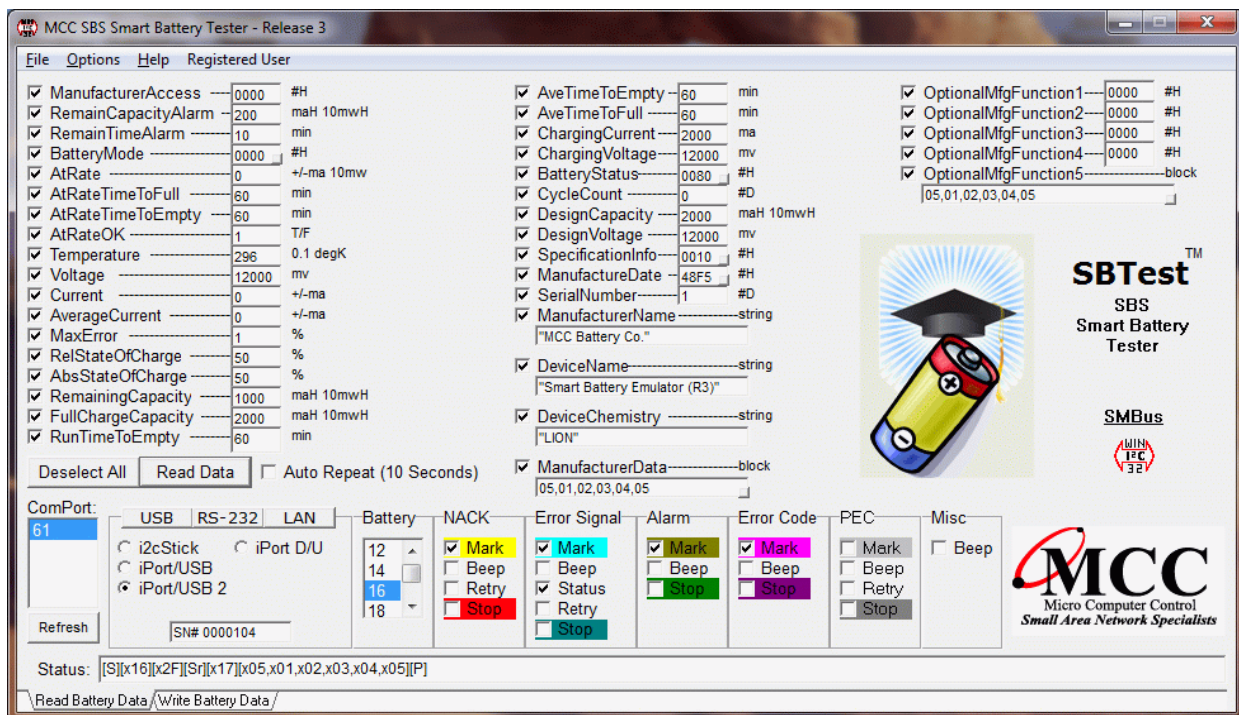 MCC SBS Smart Battery Tester - Release 3
File Options Help Registered User
ManufacturerAccess 0000 #H
RemainCapacityAlarm 200 maH 10mwH
RemainTimeAlarm 10 min
BatteryMode 0000 #H
AtRate 0 +/-ma 10mw
AtRateTimeToFull 60 min
AtRateTimeToEmpty 60 min
AtRateOK 1 T/F
Temperature 296 0.1 degK
Voltage 12000 mv
Current 0 +/-ma
AverageCurrent 0 +/-ma
MaxError 1 %
RelStateOfCharge 50 %
AbsStateOfCharge 50 %
RemainingCapacity 1000 maH 10mwH
FullChargeCapacity 2000 maH 10mwH
RunTimeToEmpty 60 min
Deselect All Read Data Auto Repeat (10 Seconds)
AveTimeToEmpty 60 min
AveTimeToFull 60 min
ChargingCurrent 2000 ma
ChargingVoltage 12000 mv
BatteryStatus 0080 #H
CycleCount 0 #D
DesignCapacity 2000 maH 10mwH
DesignVoltage 12000 mv
SpecificationInfo 0010 #H
ManufactureDate 48F5 #H
SerialNumber 1 #D
ManufacturerName string
"MCC Battery Co."
DeviceName string
"Smart Battery Emulator (R3)"
DeviceChemistry string
"LION"
ManufacturerData block
05,01,02,03,04,05
OptionalMfgFunction1 0000 #H
OptionalMfgFunction2 0000 #H
OptionalMfgFunction3 0000 #H
OptionalMfgFunction4 0000 #H
OptionalMfgFunction5 block
05,01,02,03,04,05
SBTest TM
SBS
Smart Battery
Tester
SMBus
WIN
I²C
32
ComPort:
61
Refresh
USB RS-232 LAN
i2cStick iPort D/U
iPort/USB
iPort/USB 2
SN# 0000104
Battery
12
14
16
18
NACK
Mark
Beep
Retry
Stop
Error Signal
Mark
Beep
Status
Retry
Stop
Alarm
Mark
Beep
Stop
Error Code
Mark
Beep
Stop
PEC
Mark
Beep
Retry
Stop
Misc
Beep
MCC
Micro Computer Control
Small Area Network Specialists
Status: [S][x16][x2F][Sr][x17][x05,x01,x02,x03,x04,x05][P]
Read Battery Data Write Battery Data